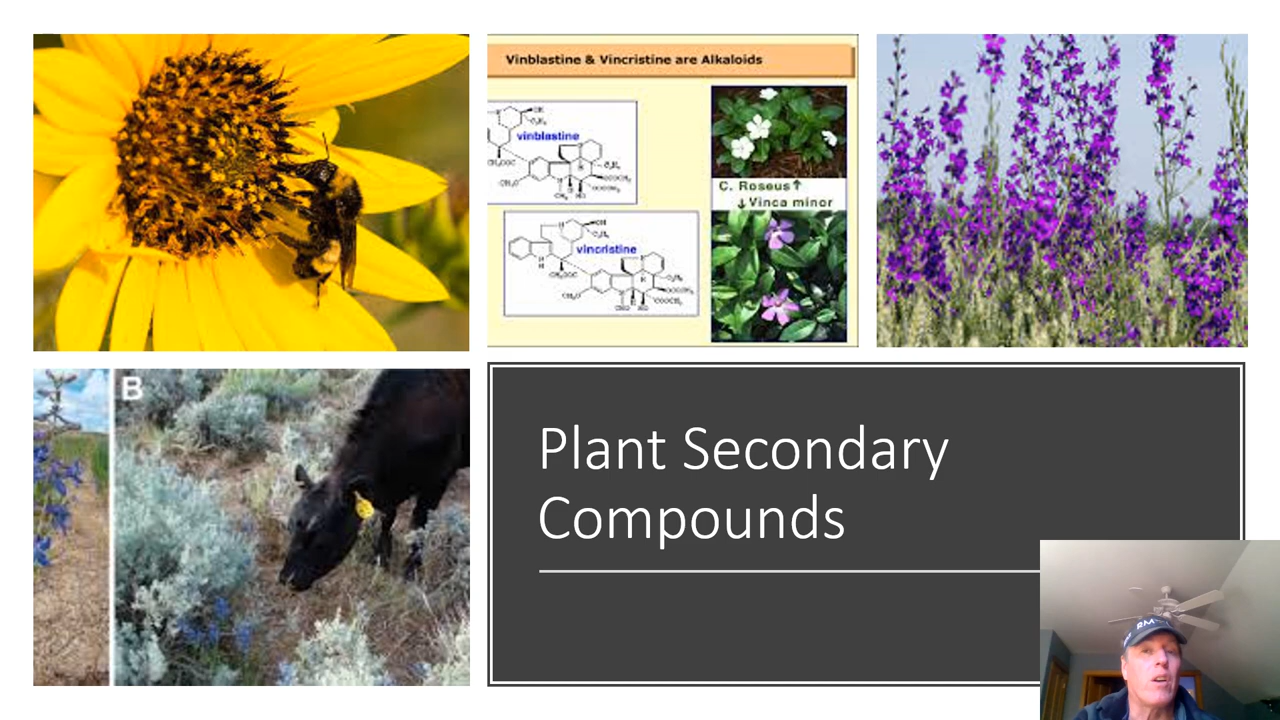 Vinblastine & Vincristine are Alkaloids
vinblastine
C. Roseus↑
↓Vinca minor
vincristine
B
Plant Secondary
Compounds